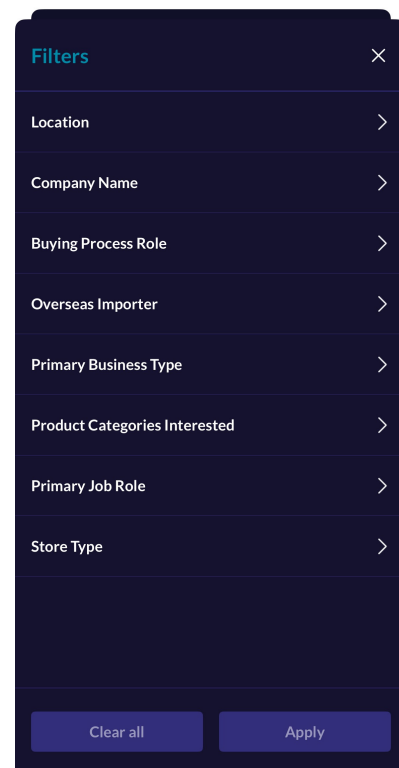 Filters
Location
Company Name
Buying Process Role
Overseas Importer
Primary Business Type
Product Categories Interested
Primary Job Role
Store Type
Clear all
Apply